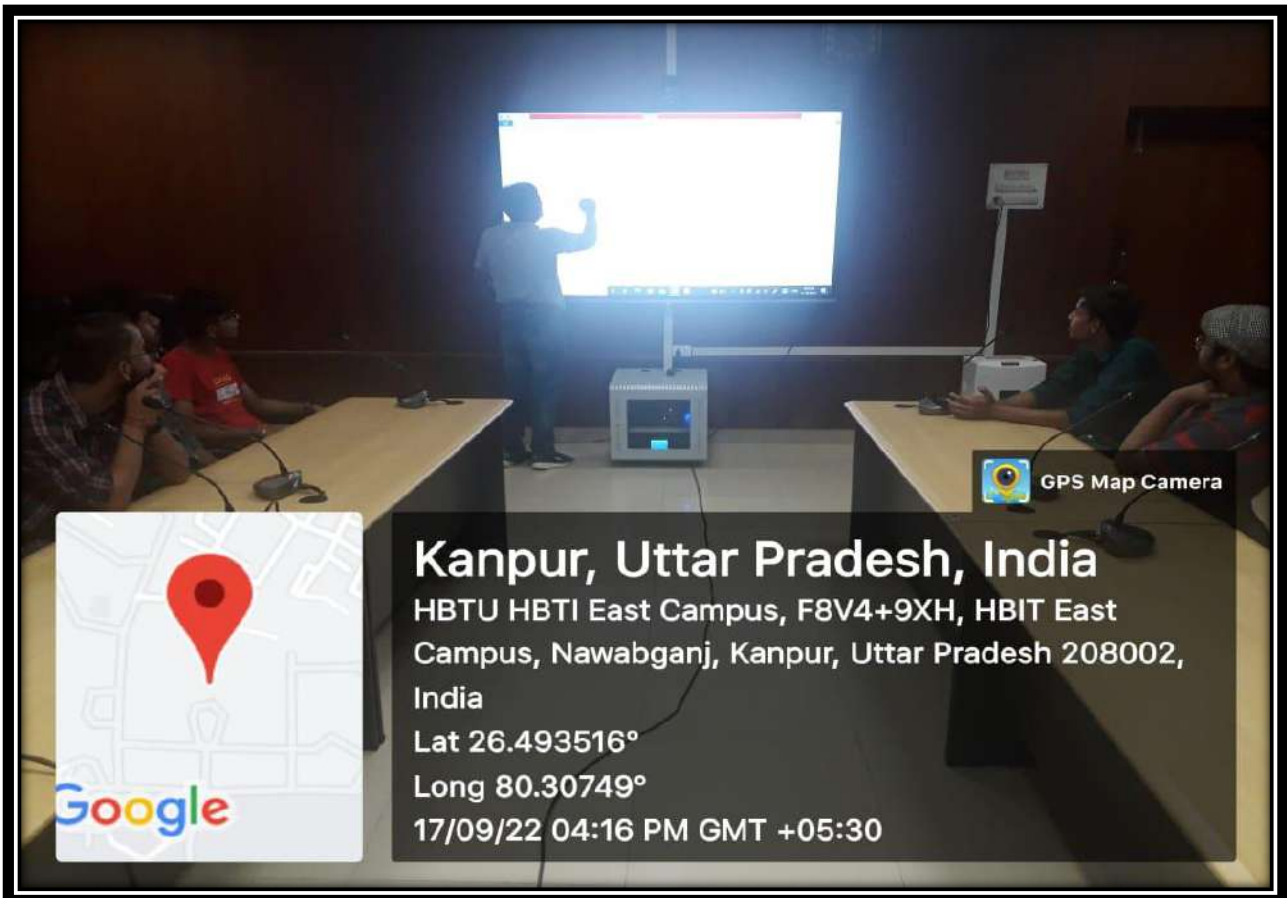 GPS Map Camera
Kanpur, Uttar Pradesh, India
HBTU HBTI East Campus, F8V4+9XH, HBIT East
Campus, Nawabganj, Kanpur, Uttar Pradesh 208002,
India
Lat 26.493516°
Long 80.30749°
17/09/22 04:16 PM GMT +05:30
Google